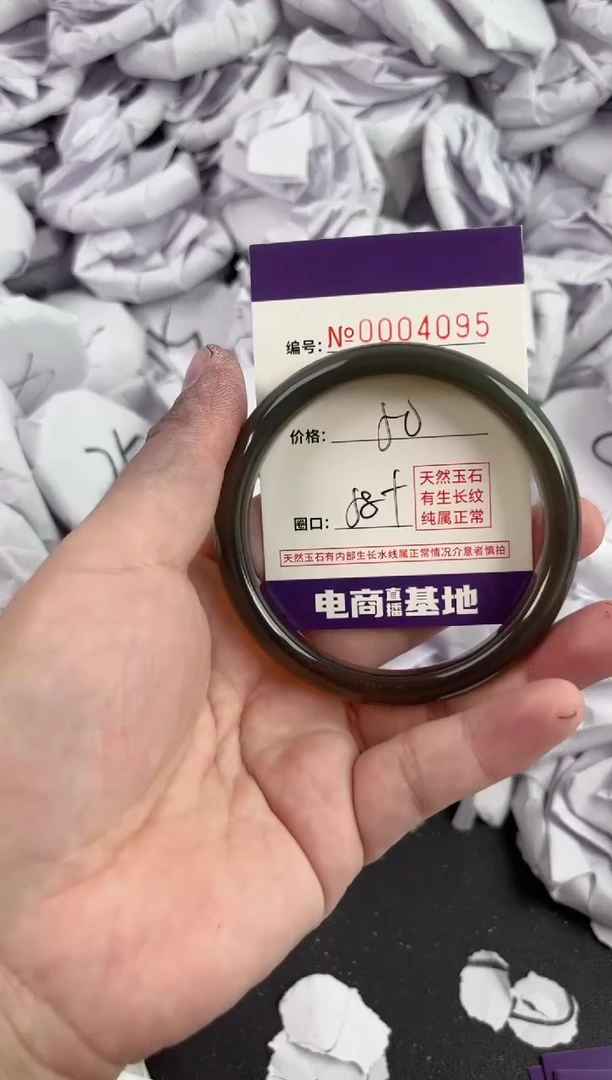 编号: №0004095
价格: 50
圈口: 58+
天然玉石
有生长纹
纯属正常
天然玉石有内部生长水线属正常情况介意者慎拍
电商直播基地